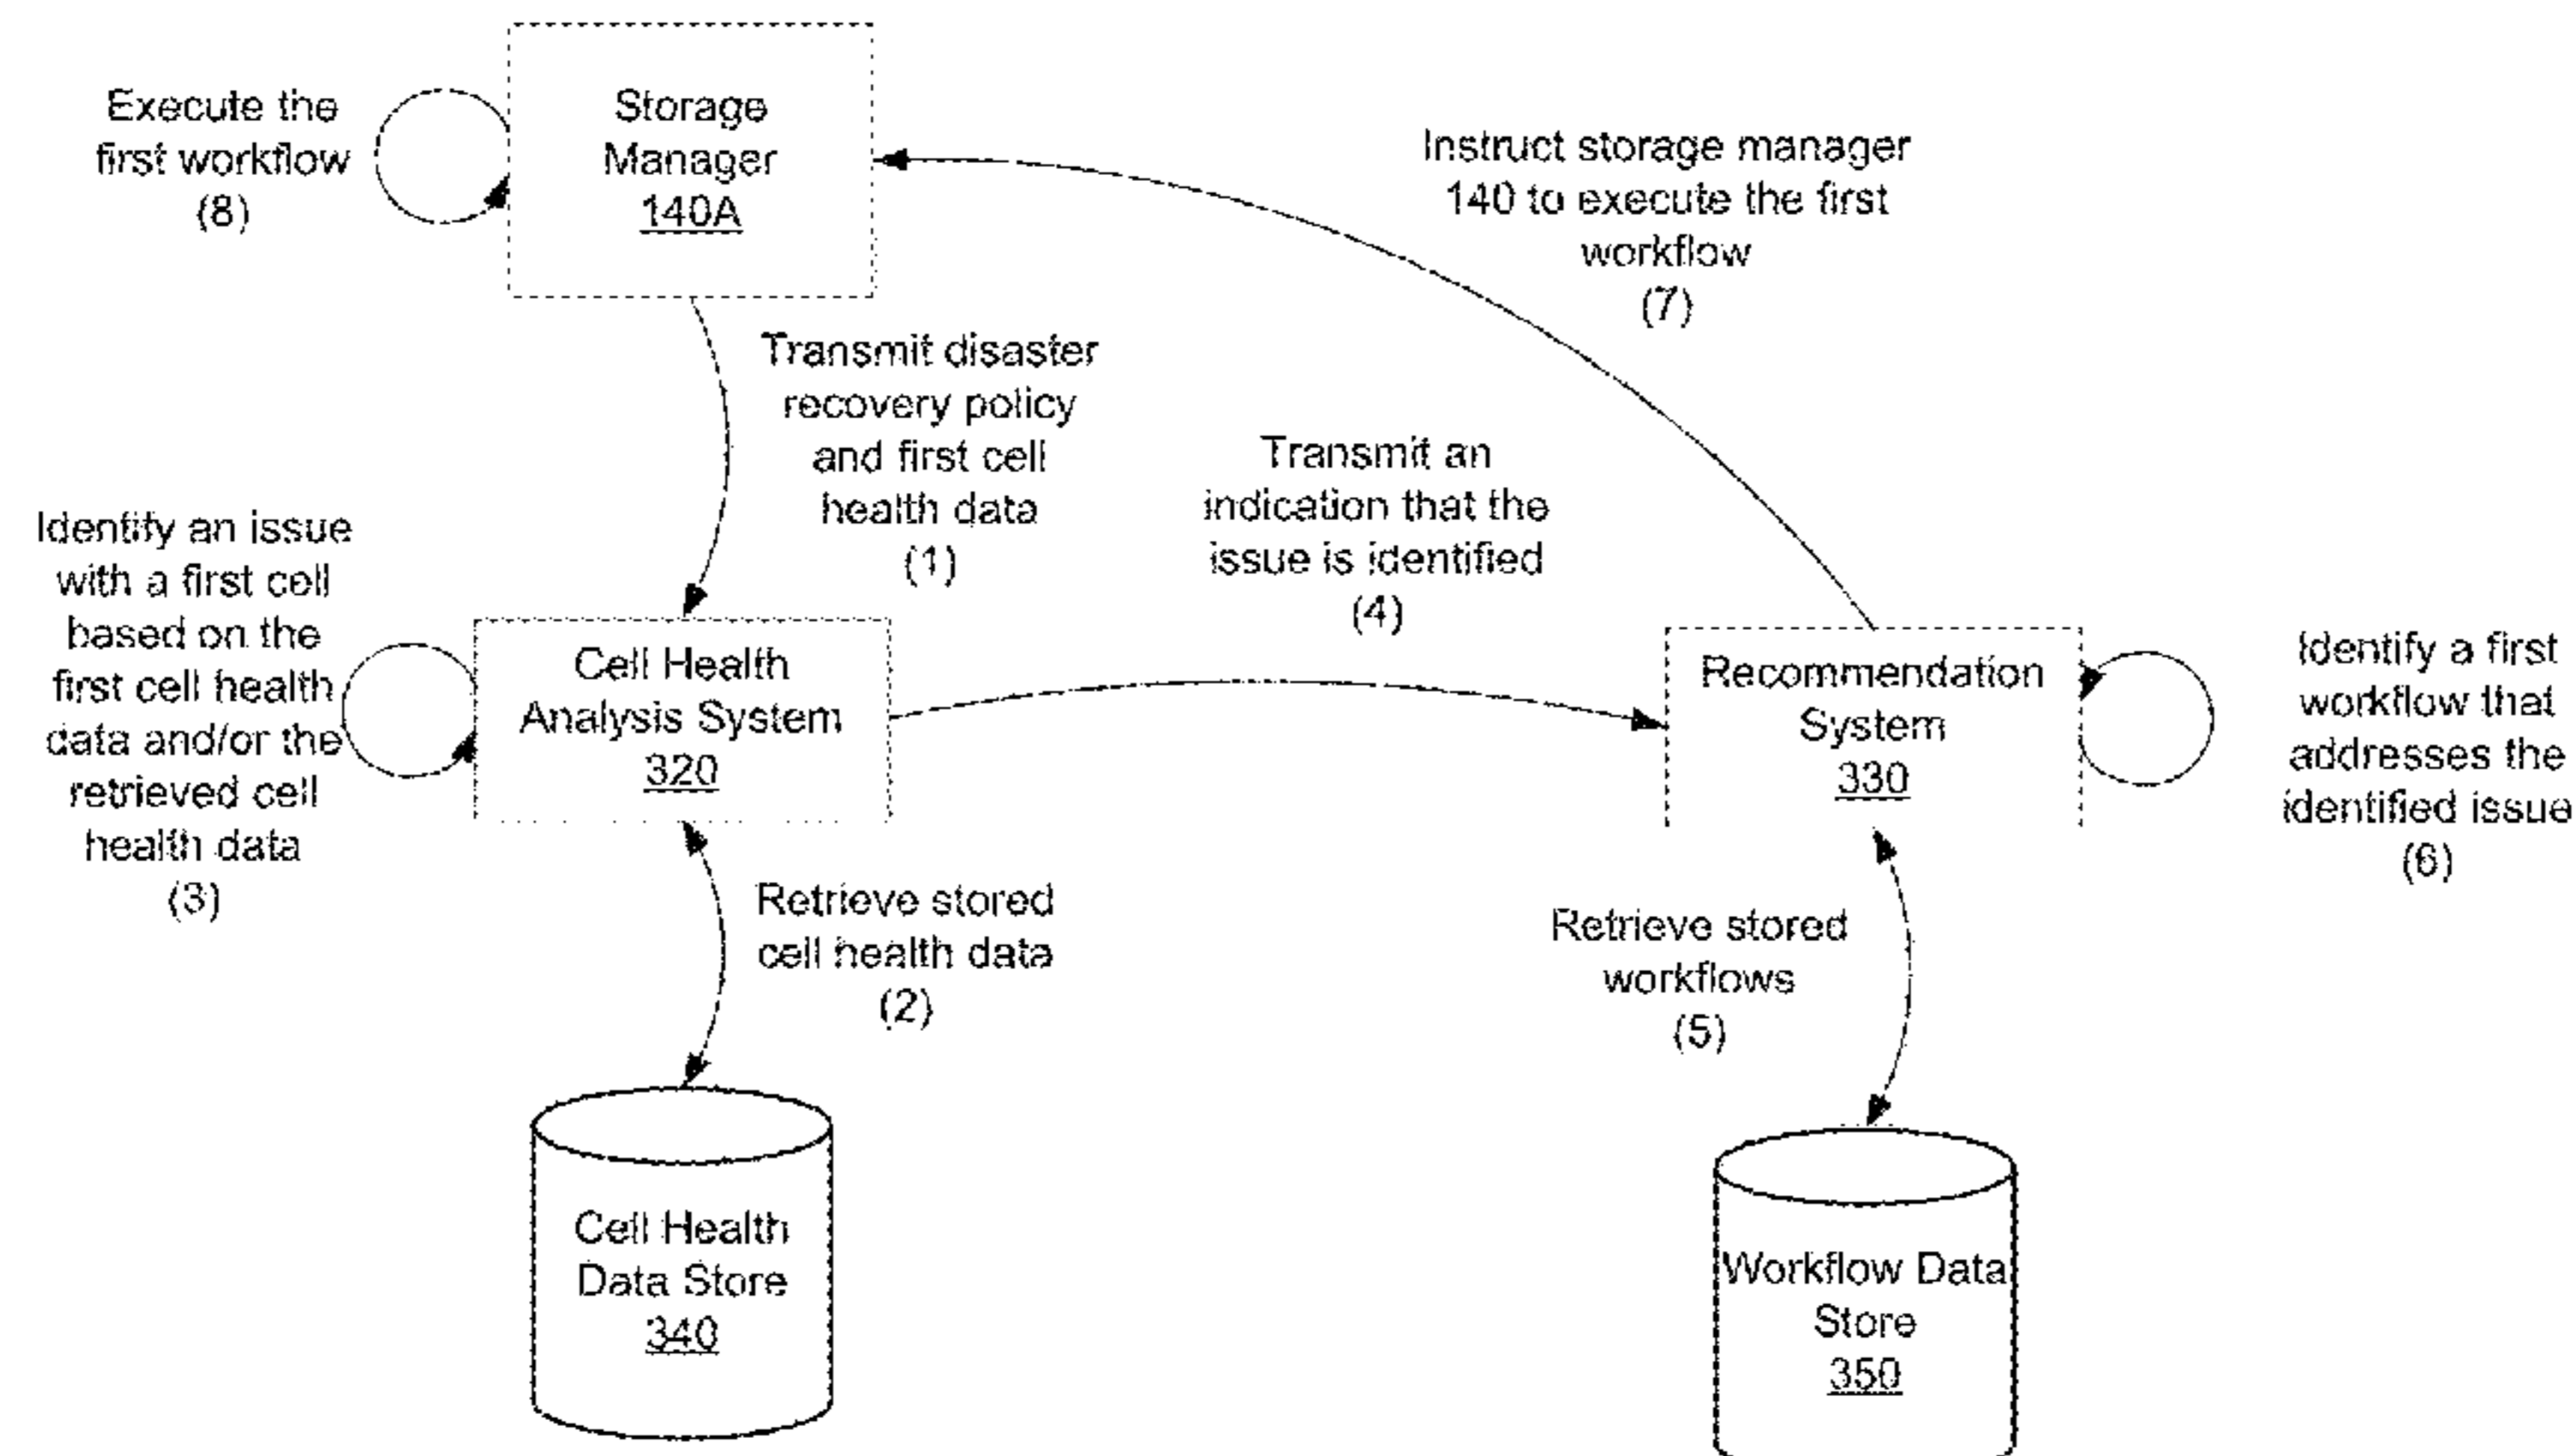 Execute the
first workflow
(8)
Storage
Manager
140A
Instruct storage manager
140 to execute the first
workflow
(7)
Transmit disaster
recovery policy
and first cell
health data
(1)
Transmit an
indication that the
issue is identified
(4)
Identify an issue
with a first cell
based on the
first cell health
data and/or the
retrieved cell
health data
(3)
Cell Health
Analysis System
320
Recommendation
System
330
Identify a first
workflow that
addresses the
identified issue
(6)
Retrieve stored
cell health data
(2)
Retrieve stored
workflows
(5)
Cell Health
Data Store
340
Workflow Data
Store
350